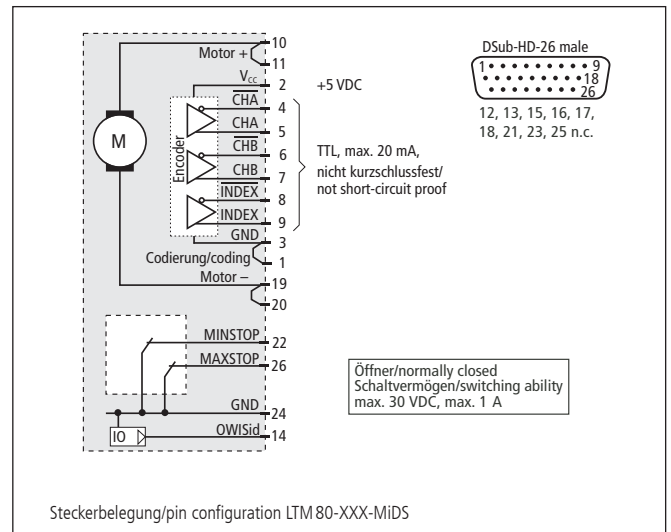 Motor + 10
11
V_CC 2 +5 VDC
CHA 4
CHA 5
CHB 6
CHB 7
INDEX 8
INDEX 9
GND 3
Codierung/coding 1
Motor – 19
20
M
Encoder
TTL, max. 20 mA,
nicht kurzschlussfest/
not short-circuit proof
DSub-HD-26 male
1 9
18
26
12, 13, 15, 16, 17,
18, 21, 23, 25 n.c.
MINSTOP 22
MAXSTOP 26
GND 24
IO OWISid 14
Öffner/normally closed
Schaltvermögen/switching ability
max. 30 VDC, max. 1 A
Steckerbelegung/pin configuration LTM 80-XXX-MiDS